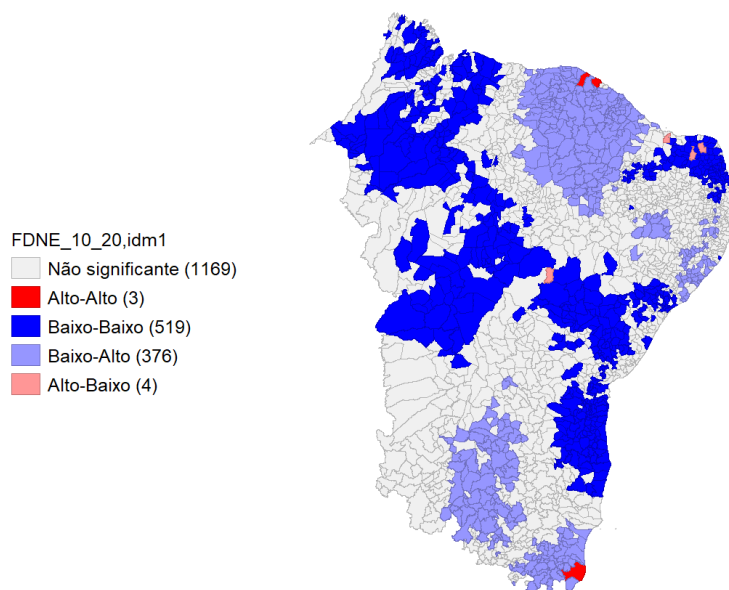 FDNE_10_20,idm1
Não significante (1169)
Alto-Alto (3)
Baixo-Baixo (519)
Baixo-Alto (376)
Alto-Baixo (4)